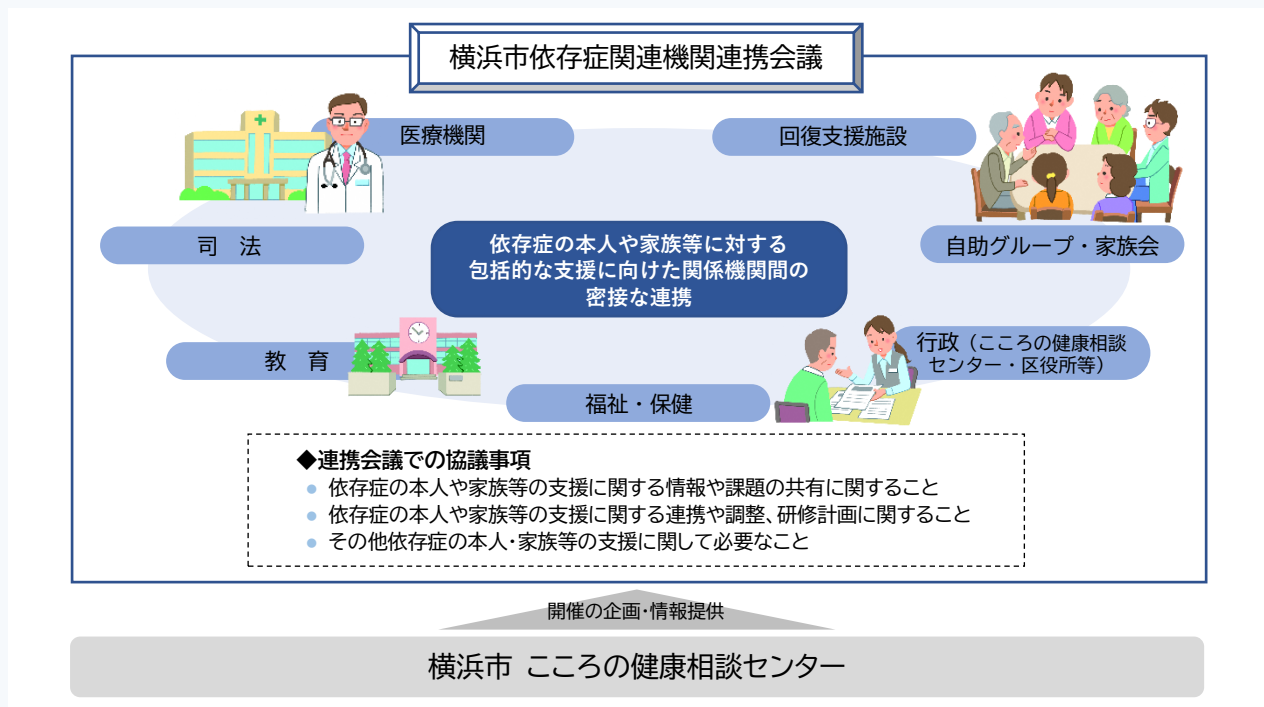 横浜市依存症関連機関連携会議
医療機関
回復支援施設
司　法
自助グループ・家族会
依存症の本人や家族等に対する
包括的な支援に向けた関係機関間の
密接な連携
教　育
行政（こころの健康相談
センター・区役所等）
福祉・保健
◆連携会議での協議事項
● 依存症の本人や家族等の支援に関する情報や課題の共有に関すること
● 依存症の本人や家族等の支援に関する連携や調整、研修計画に関すること
● その他依存症の本人・家族等の支援に関して必要なこと
開催の企画・情報提供
横浜市 こころの健康相談センター